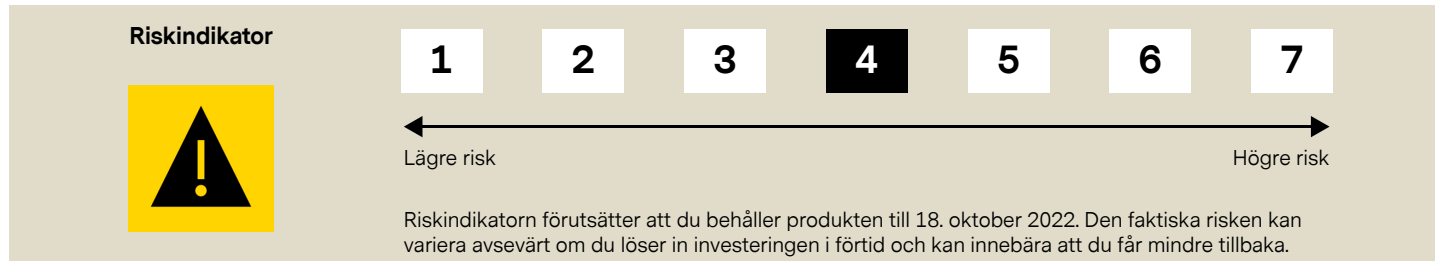 Riskindikator
1 2 3 4 5 6 7
!
Lägre risk Högre risk
Riskindikatorn förutsätter att du behåller produkten till 18. oktober 2022. Den faktiska risken kan
variera avsevärt om du löser in investeringen i förtid och kan innebära att du får mindre tillbaka.